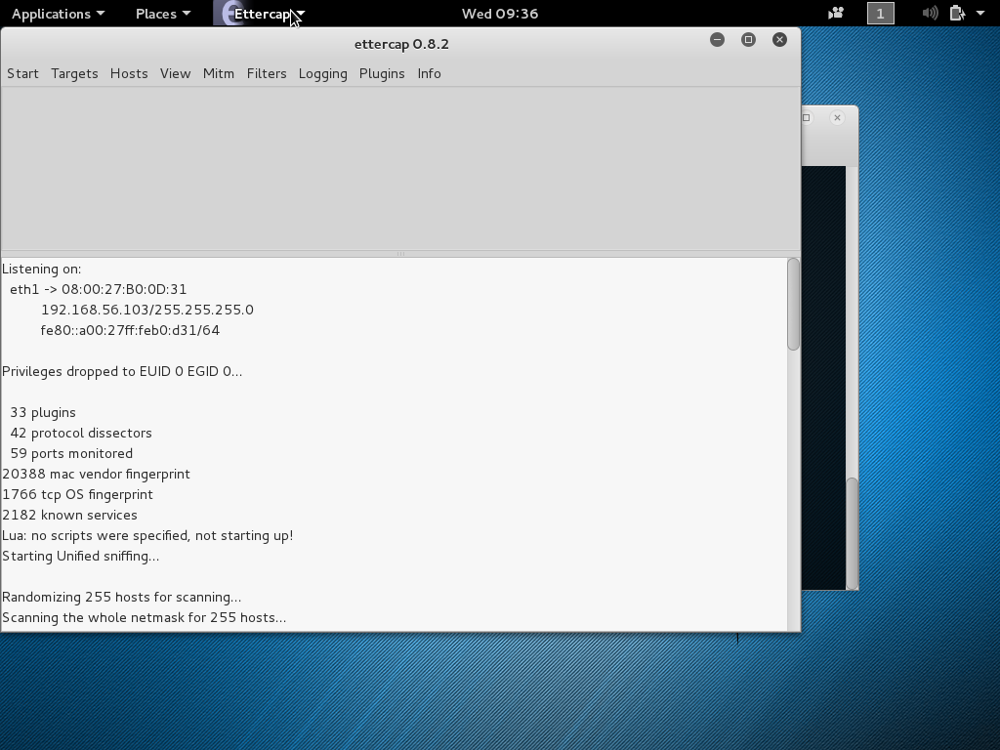 Applications Places Ettercap Wed 09:36 1
ettercap 0.8.2
Start Targets Hosts View Mitm Filters Logging Plugins Info
Listening on:
eth1 -> 08:00:27:B0:0D:31
192.168.56.103/255.255.255.0
fe80::a00:27ff:feb0:d31/64
Privileges dropped to EUID 0 EGID 0...
33 plugins
42 protocol dissectors
59 ports monitored
20388 mac vendor fingerprint
1766 tcp OS fingerprint
2182 known services
Lua: no scripts were specified, not starting up!
Starting Unified sniffing...
Randomizing 255 hosts for scanning...
Scanning the whole netmask for 255 hosts...